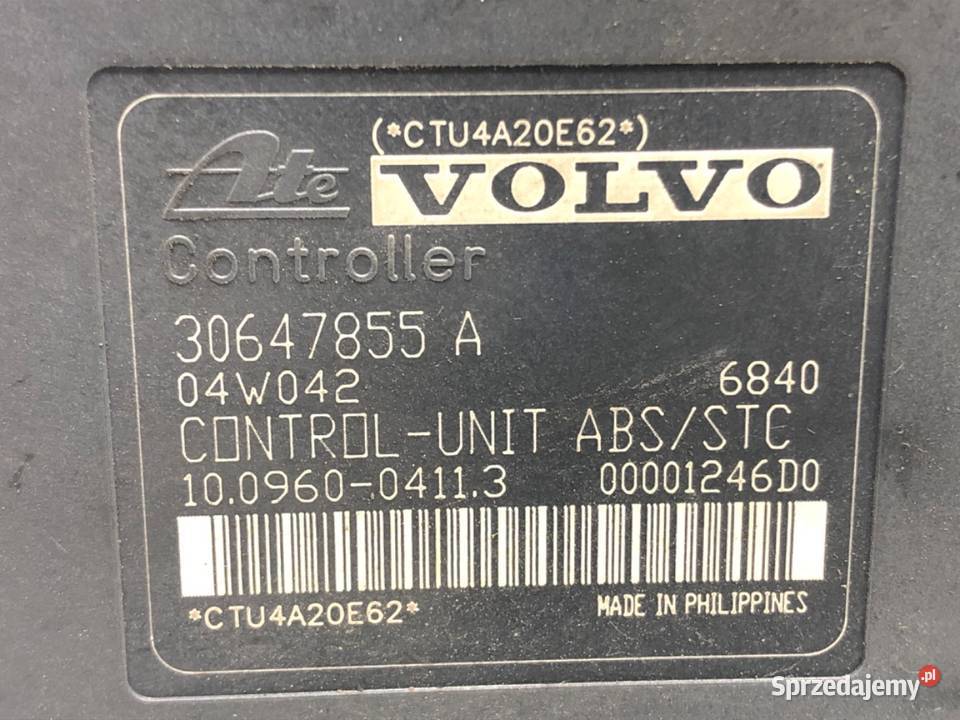 (*CTU4A20E62*)
Ate VOLVO
Controller
30647855 A
04W042 6840
CONTROL-UNIT ABS/STC
10.0960-0411.3 00001246D0
*CTU4A20E62* MADE IN PHILIPPINES
Sprzedajemy.pl